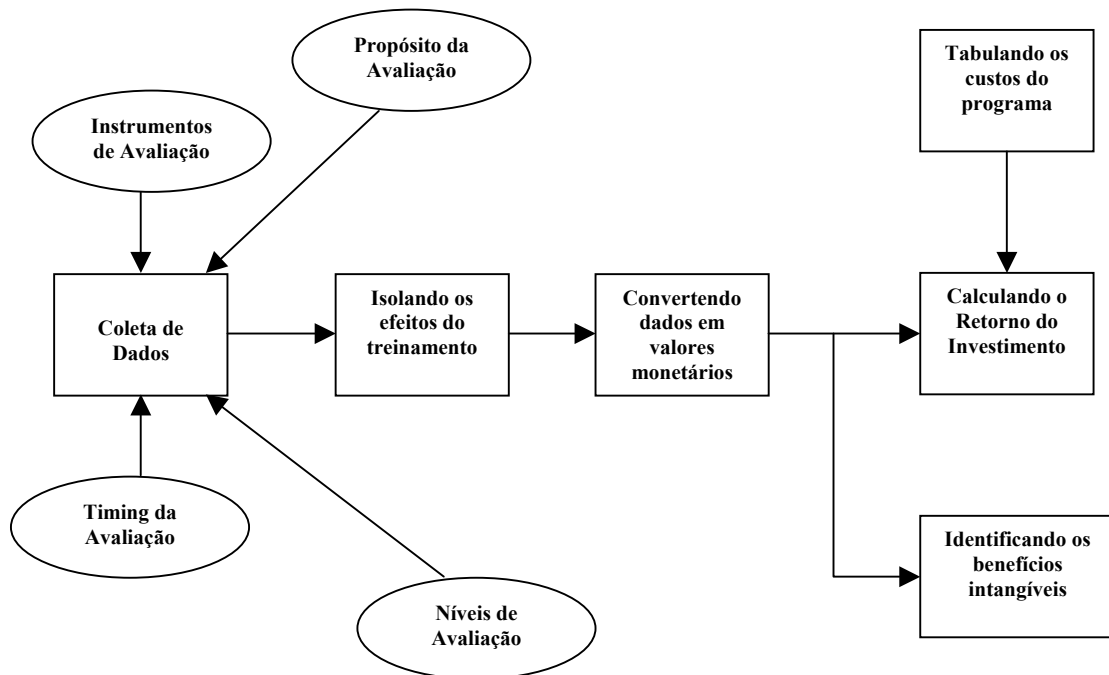 Propósito da
Avaliação
Tabulando os
custos do
programa
Instrumentos
de Avaliação
Coleta de
Dados
Isolando os
efeitos do
treinamento
Convertendo
dados em
valores
monetários
Calculando o
Retorno do
Investimento
Timing da
Avaliação
Níveis de
Avaliação
Identificando os
benefícios
intangíveis